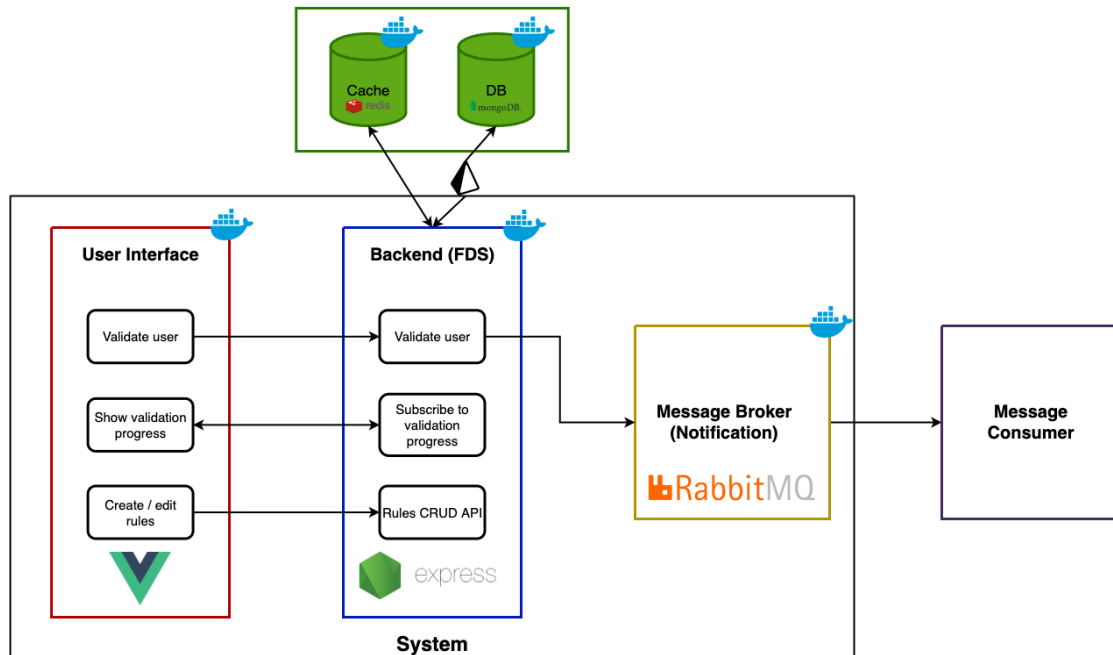 Cache
redis
DB
mongoDB.
User Interface
Backend (FDS)
Validate user
Validate user
Show validation
progress
Subscribe to
validation
progress
Create / edit
rules
Rules CRUD API
express
Message Broker
(Notification)
RabbitMQ
Message
Consumer
System